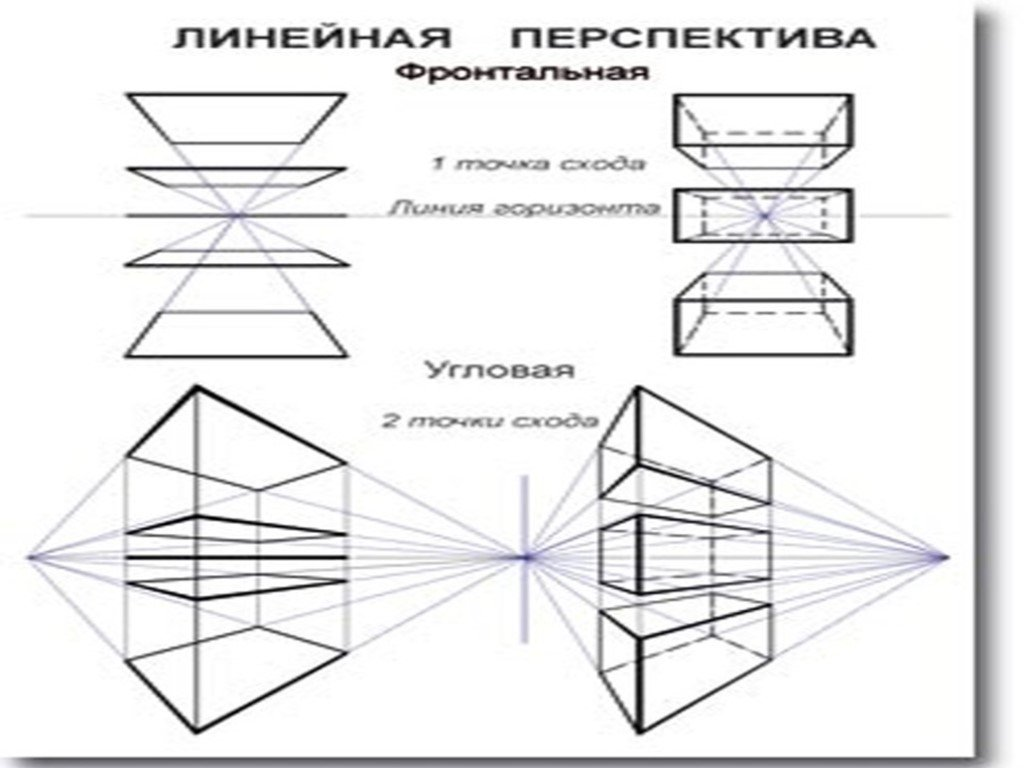 ЛИНЕЙНАЯ ПЕРСПЕКТИВА
Фронтальная
1 точка схода
Линия горизонта
Угловая
2 точки схода